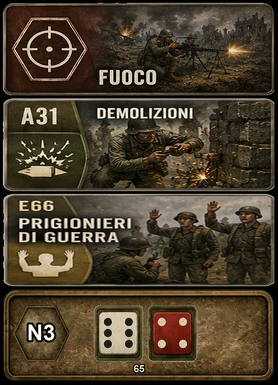 FUOCO
A31
DEMOLIZIONI
E66
PRIGIONIERI
DI GUERRA
N3
65